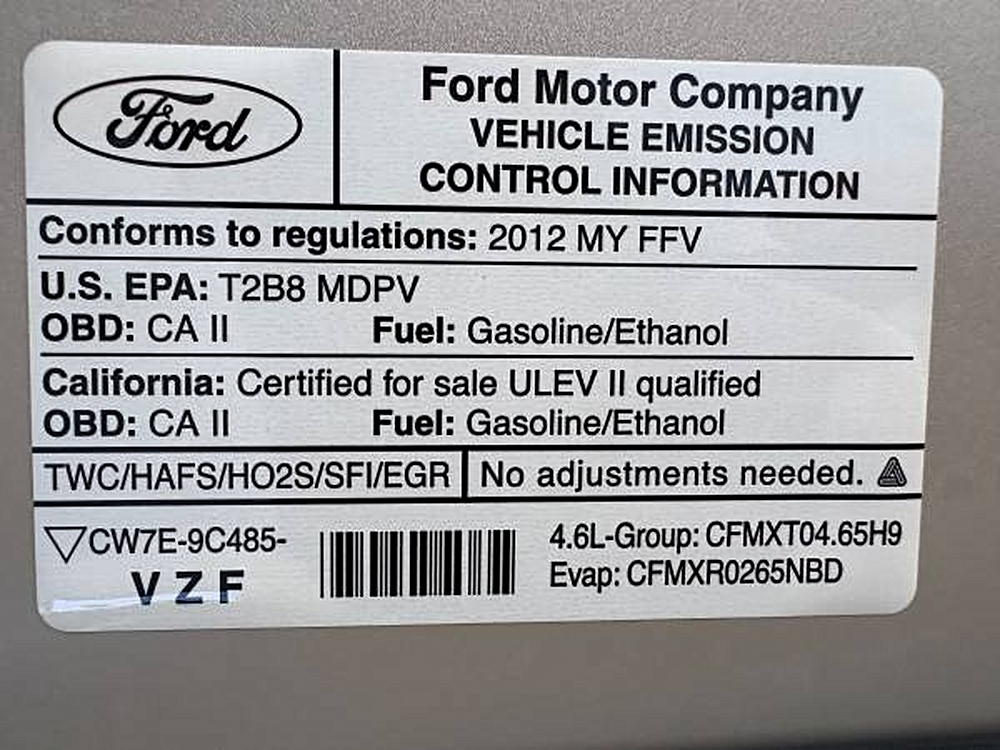 Ford
Ford Motor Company
VEHICLE EMISSION
CONTROL INFORMATION
Conforms to regulations: 2012 MY FFV
U.S. EPA: T2B8 MDPV
OBD: CA II Fuel: Gasoline/Ethanol
California: Certified for sale ULEV II qualified
OBD: CA II Fuel: Gasoline/Ethanol
TWC/HAFS/HO2S/SFI/EGR No adjustments needed.
CW7E-9C485-
VZF
4.6L-Group: CFMXT04.65H9
Evap: CFMXR0265NBD